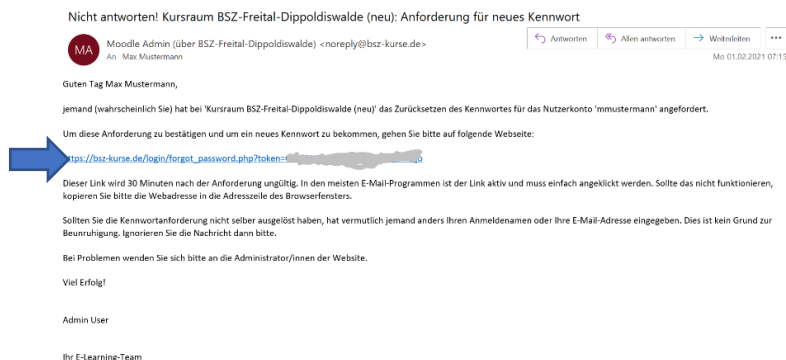 Nicht antworten! Kursraum BSZ-Freital-Dippoldiswalde (neu): Anforderung für neues Kennwort
MA
Moodle Admin (über BSZ-Freital-Dippoldiswalde) <noreply@bsz-kurse.de>
An Max Mustermann
Antworten Allen antworten Weiterleiten ...
Mo 01.02.2021 07:15
Guten Tag Max Mustermann,
jemand (wahrscheinlich Sie) hat bei 'Kursraum BSZ-Freital-Dippoldiswalde (neu)' das Zurücksetzen des Kennwortes für das Nutzerkonto 'mmustermann' angefordert.
Um diese Anforderung zu bestätigen und um ein neues Kennwort zu bekommen, gehen Sie bitte auf folgende Webseite:
ttps://bsz-kurse.de/login/forgot_password.php?token=
Dieser Link wird 30 Minuten nach der Anforderung ungültig. In den meisten E-Mail-Programmen ist der Link aktiv und muss einfach angeklickt werden. Sollte das nicht funktionieren,
kopieren Sie bitte die Webadresse in die Adresszeile des Browserfensters.
Sollten Sie die Kennwortanforderung nicht selber ausgelöst haben, hat vermutlich jemand anders Ihren Anmeldenamen oder Ihre E-Mail-Adresse eingegeben. Dies ist kein Grund zur
Beunruhigung. Ignorieren Sie die Nachricht dann bitte.
Bei Problemen wenden Sie sich bitte an die Administrator/innen der Website.
Viel Erfolg!
Admin User
Ihr E-Learning-Team